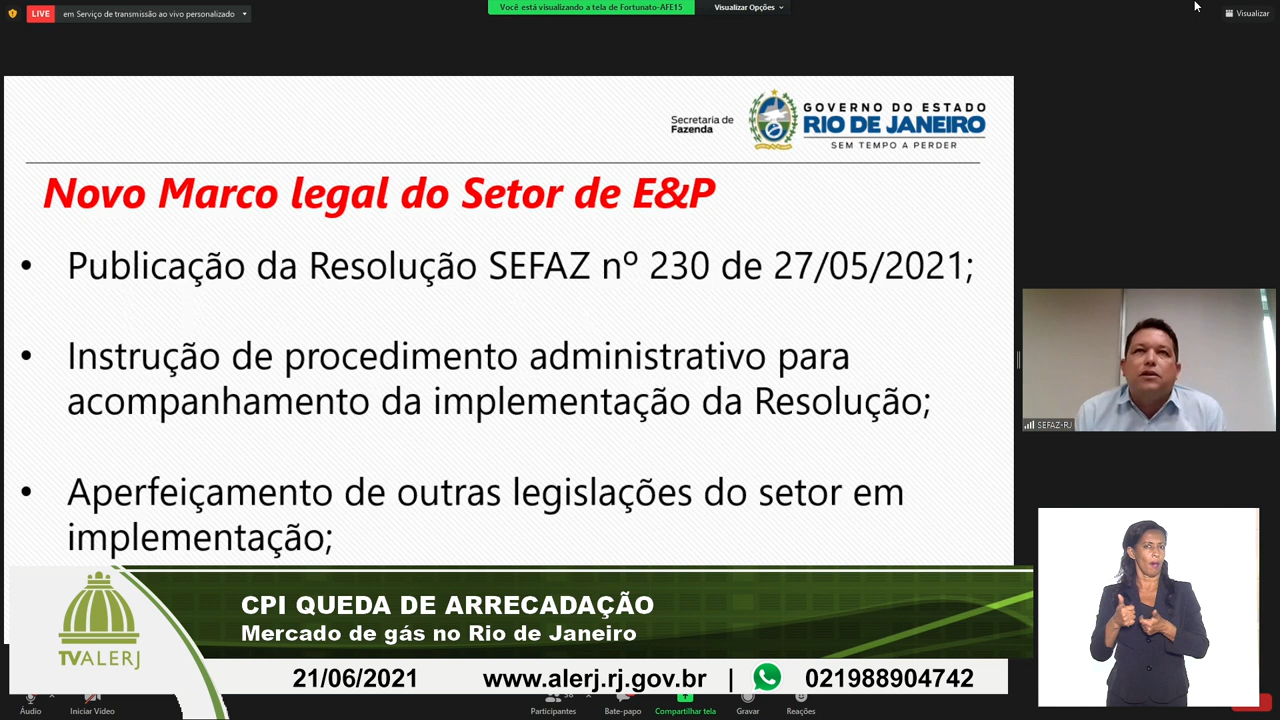 LIVE
em Serviço de transmissão ao vivo personalizado
Você está visualizando a tela de Fortunato-AFE15
Visualizar Opções
Visualizar
Secretaria de
Fazenda
GOVERNO DO ESTADO
RIO DE JANEIRO
SEM TEMPO A PERDER
Novo Marco legal do Setor de E&P
• Publicação da Resolução SEFAZ nº 230 de 27/05/2021;
• Instrução de procedimento administrativo para
acompanhamento da implementação da Resolução;
• Aperfeiçamento de outras legislações do setor em
implementação;
SEFAZ-RJ
CPI QUEDA DE ARRECADAÇÃO
Mercado de gás no Rio de Janeiro
TVALERJ
21/06/2021 www.alerj.rj.gov.br | 021988904742
Áudio
Iniciar Vídeo
Participantes
Bate-papo
Compartilhar tela
Gravar
Reações